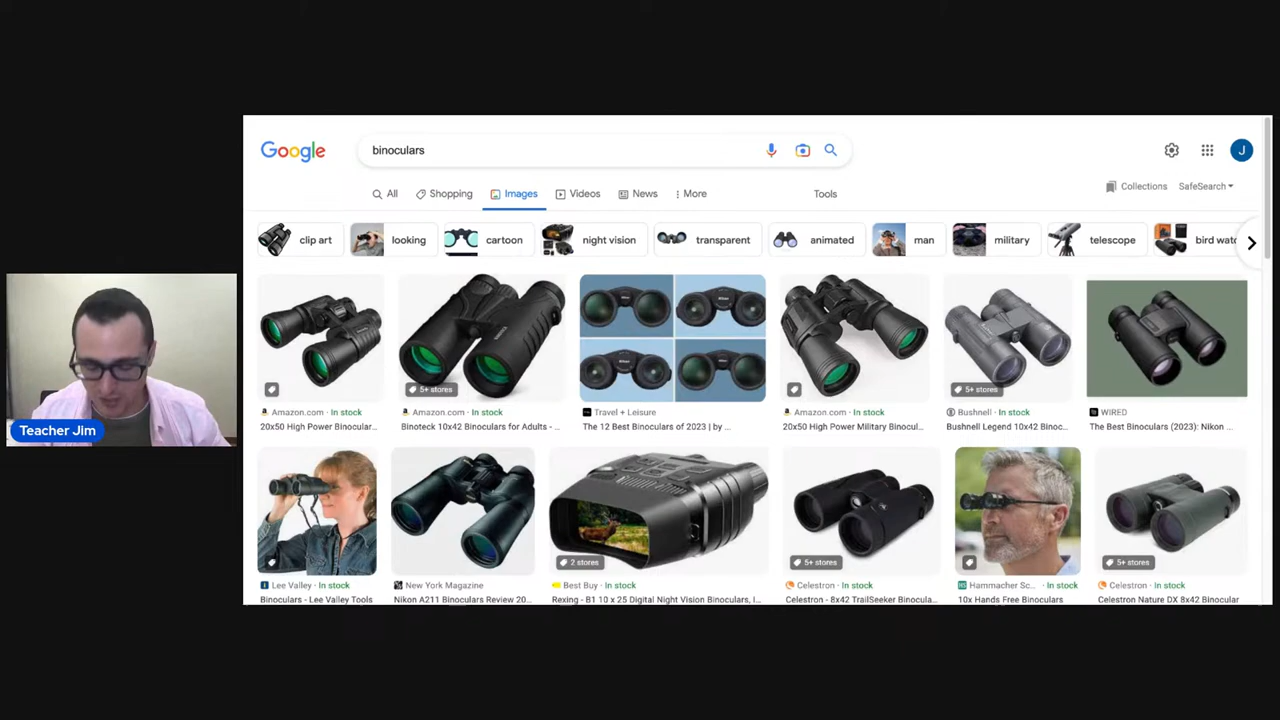 Google
binoculars
J
All
Shopping
Images
Videos
News
More
Tools
Collections
SafeSearch
clip art
looking
cartoon
night vision
transparent
animated
man
military
telescope
bird watc
5+ stores
5+ stores
Amazon.com · In stock
20x50 High Power Binocular...
Amazon.com · In stock
Binoteck 10x42 Binoculars for Adults - ...
Travel + Leisure
The 12 Best Binoculars of 2023 | by ...
Amazon.com · In stock
20x50 High Power Military Binocul...
Bushnell · In stock
Bushnell Legend 10x42 Binoc...
WIRED
The Best Binoculars (2023): Nikon ...
Teacher Jim
2 stores
5+ stores
5+ stores
Lee Valley · In stock
Binoculars - Lee Valley Tools
New York Magazine
Nikon A211 Binoculars Review 20...
Best Buy · In stock
Rexing - B1 10 x 25 Digital Night Vision Binoculars, I...
Celestron · In stock
Celestron - 8x42 TrailSeeker Binocula...
Hammacher Sc... · In stock
10x Hands Free Binoculars
Celestron · In stock
Celestron Nature DX 8x42 Binocular